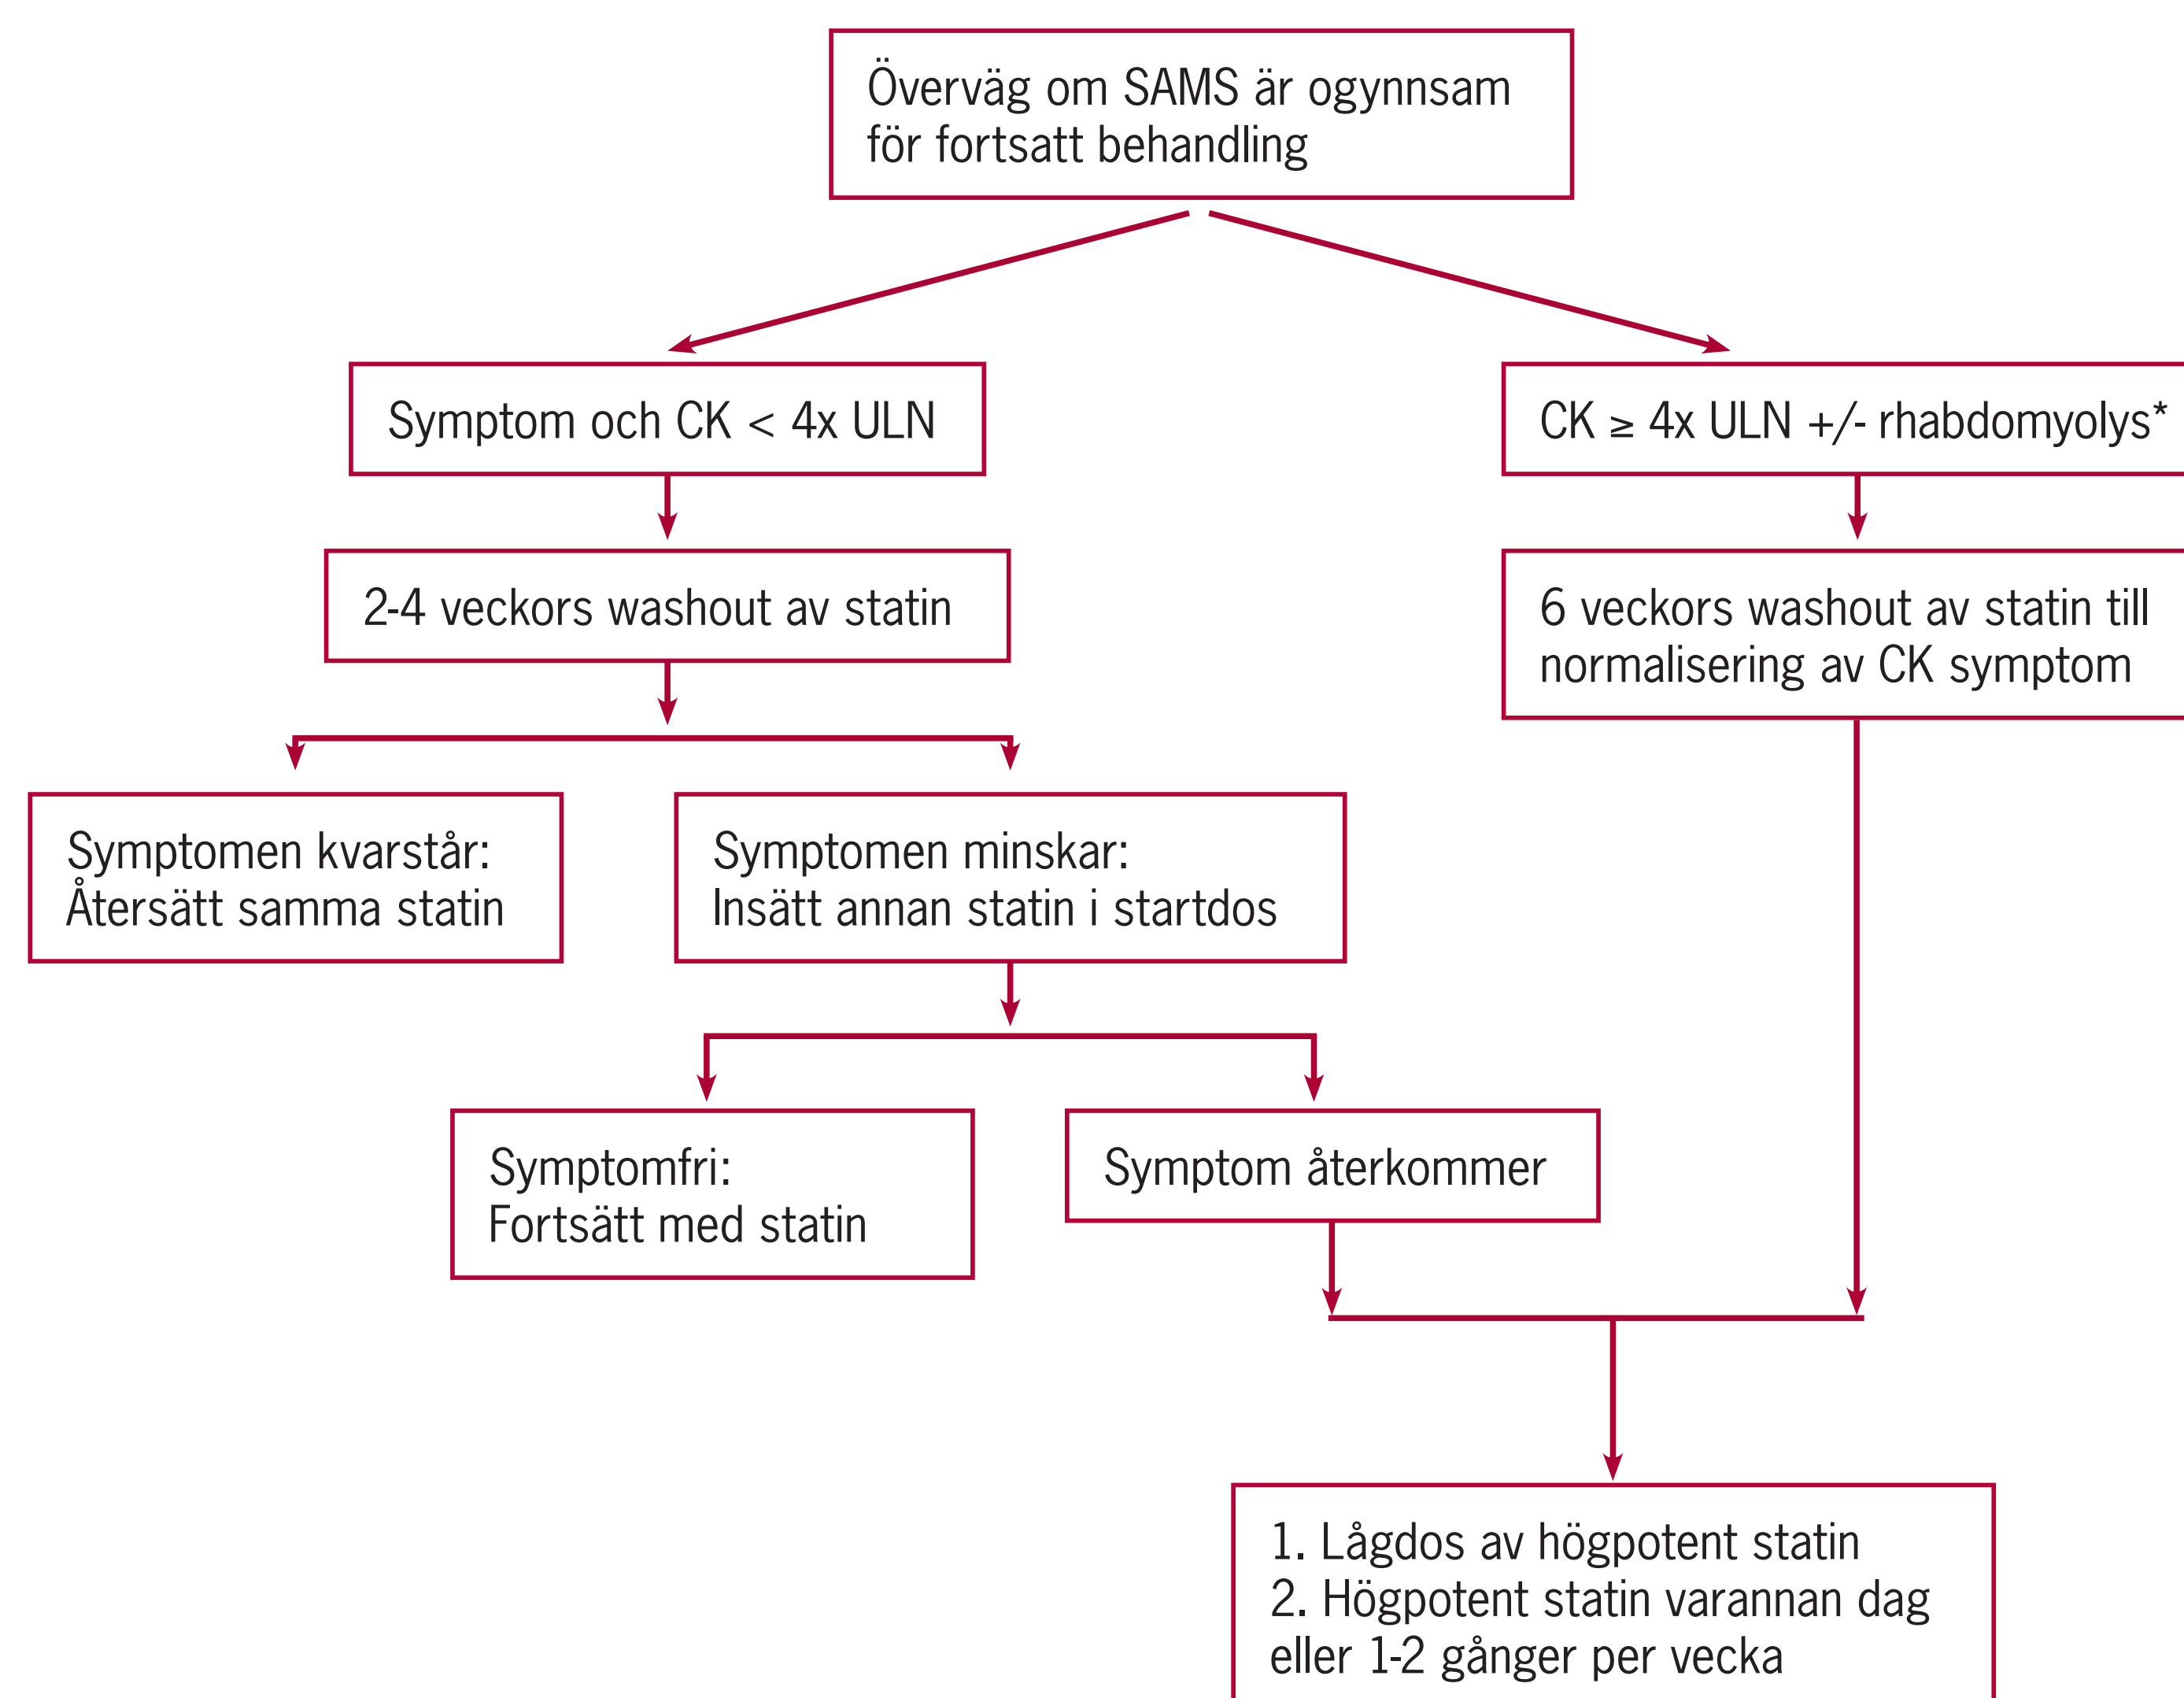 Överväg om SAMS är ogynnsam
för fortsatt behandling
Symptom och CK < 4x ULN
CK ≥ 4x ULN +/- rhabdomyolys*
2-4 veckors washout av statin
6 veckors washout av statin till
normalisering av CK symptom
Symptomen kvarstår:
Återsätt samma statin
Symptomen minskar:
Insätt annan statin i startdos
Symptomfri:
Fortsätt med statin
Symptom återkommer
1. Lågdos av högpotent statin
2. Högpotent statin varannan dag
eller 1-2 gånger per vecka